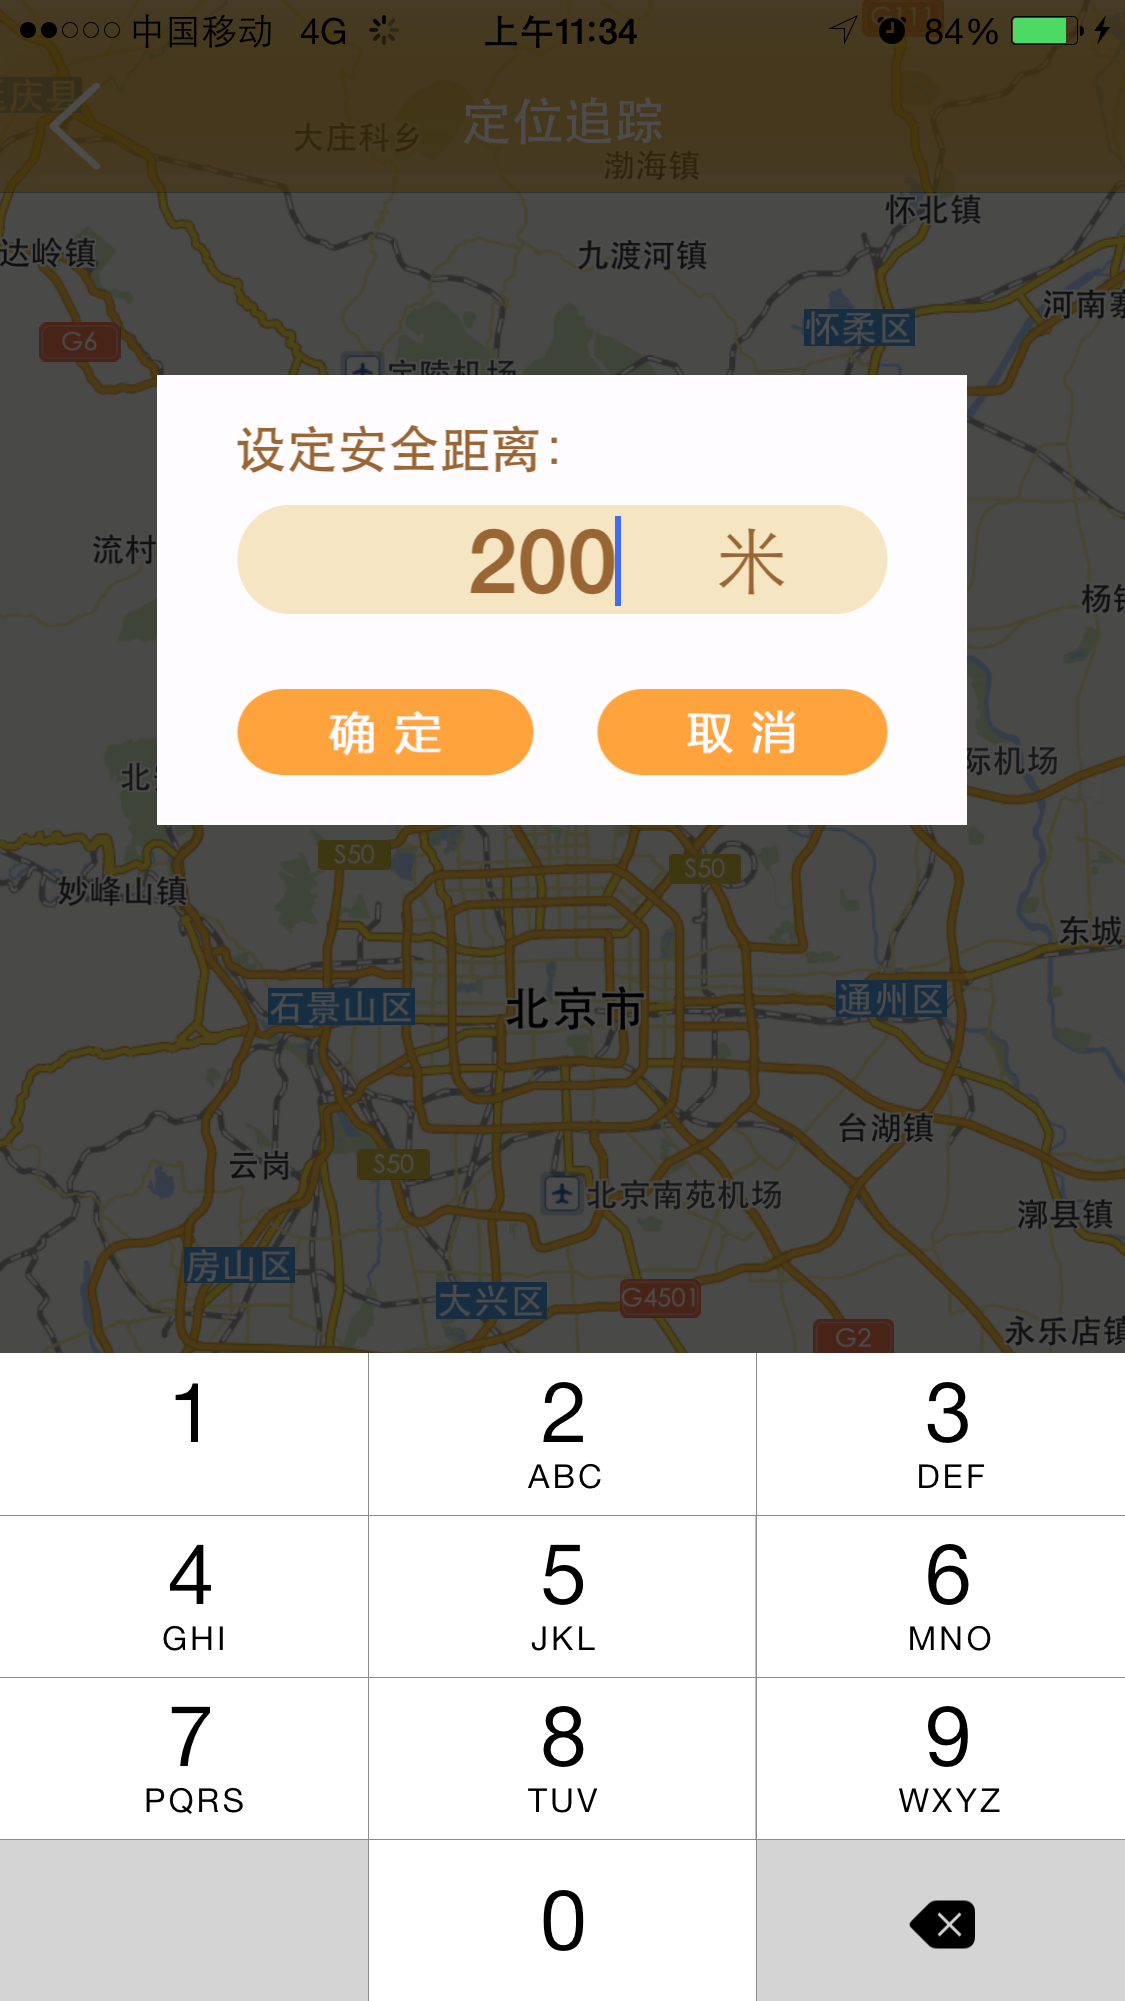 中国移动 4G 上午11:34 84%
G111
定位追踪
大庄科乡
渤海镇
怀北镇
达岭镇
九渡河镇
河南寨
G6
怀柔区
定陵机场
设定安全距离：
200 米
流村
杨镇
确定 取消
北
际机场
S50
S50
妙峰山镇
东城
石景山区
北京市
通州区
台湖镇
云岗
S50
北京南苑机场
漷县镇
房山区
大兴区
G4501
永乐店镇
G2
1
2
ABC
3
DEF
4
GHI
5
JKL
6
MNO
7
PQRS
8
TUV
9
WXYZ
0